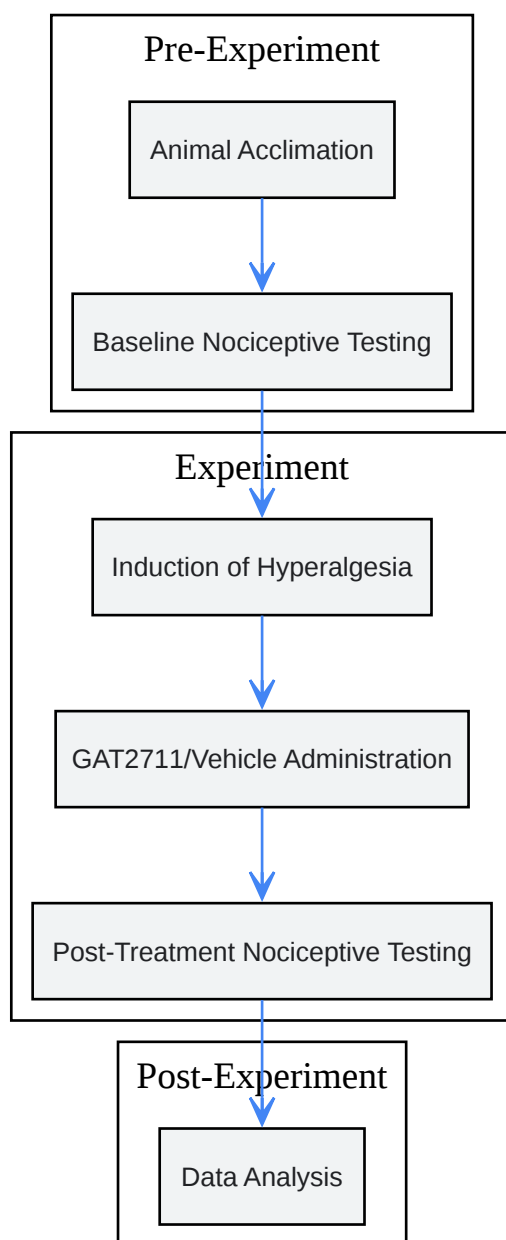 Pre-Experiment
Animal Acclimation
Baseline Nociceptive Testing
Experiment
Induction of Hyperalgesia
GAT2711/Vehicle Administration
Post-Treatment Nociceptive Testing
Post-Experiment
Data Analysis